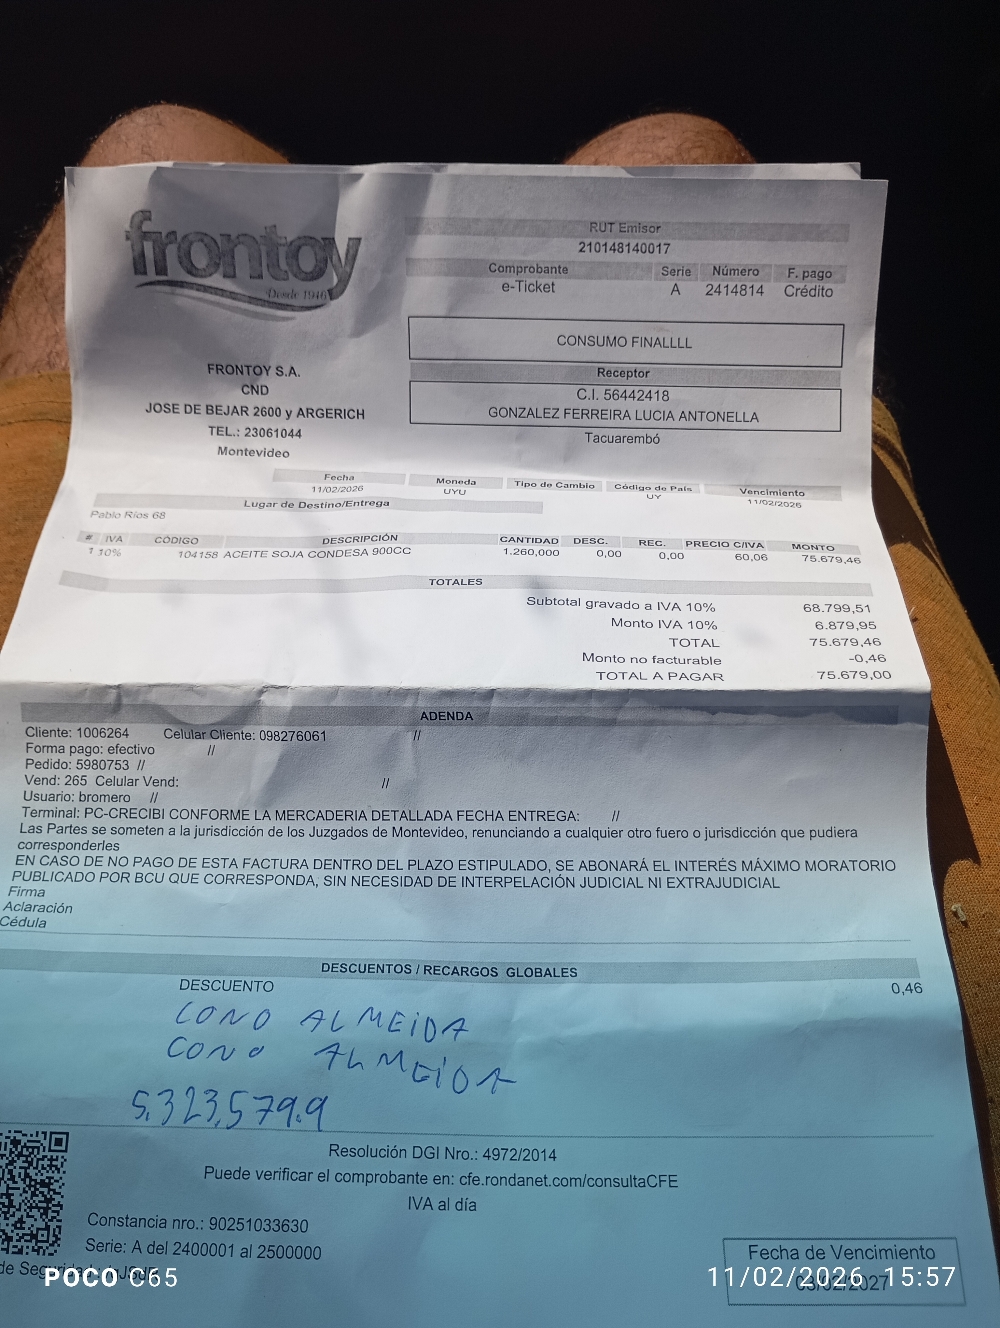 frontoy
Desde 1946
RUT Emisor
210148140017
Comprobante Serie Número F. pago
e-Ticket A 2414814 Crédito
CONSUMO FINALLLL
Receptor
C.I. 56442418
GONZALEZ FERREIRA LUCIA ANTONELLA
Tacuarembó
FRONTOY S.A.
CND
JOSE DE BEJAR 2600 y ARGERICH
TEL.: 23061044
Montevideo
Fecha Moneda Tipo de Cambio Código de País Vencimiento
11/02/2026 UYU UY 11/02/2026
Lugar de Destino/Entrega
Pablo Ríos 68
# IVA CÓDIGO DESCRIPCIÓN CANTIDAD DESC. REC. PRECIO C/IVA MONTO
1 10% 104158 ACEITE SOJA CONDESA 900CC 1.260,000 0,00 0,00 60,06 75.679,46
TOTALES
Subtotal gravado a IVA 10% 68.799,51
Monto IVA 10% 6.879,95
TOTAL 75.679,46
Monto no facturable -0,46
TOTAL A PAGAR 75.679,00
ADENDA
Cliente: 1006264 Celular Cliente: 098276061 //
Forma pago: efectivo //
Pedido: 5980753 //
Vend: 265 Celular Vend: //
Usuario: bromero //
Terminal: PC-CRECIBI CONFORME LA MERCADERIA DETALLADA FECHA ENTREGA: //
Las Partes se someten a la jurisdicción de los Juzgados de Montevideo, renunciando a cualquier otro fuero o jurisdicción que pudiera
corresponderles
EN CASO DE NO PAGO DE ESTA FACTURA DENTRO DEL PLAZO ESTIPULADO, SE ABONARÁ EL INTERÉS MÁXIMO MORATORIO
PUBLICADO POR BCU QUE CORRESPONDA, SIN NECESIDAD DE INTERPELACIÓN JUDICIAL NI EXTRAJUDICIAL
Firma
Aclaración
Cédula
DESCUENTOS / RECARGOS GLOBALES
DESCUENTO 0,46
CONO ALMEIDA
CONO ALMEIDA
5.323.579.9
Resolución DGI Nro.: 4972/2014
Puede verificar el comprobante en: cfe.rondanet.com/consultaCFE
IVA al día
Constancia nro.: 90251033630
Serie: A del 2400001 al 2500000
Fecha de Vencimiento
POCO C65
11/02/2026 15:57